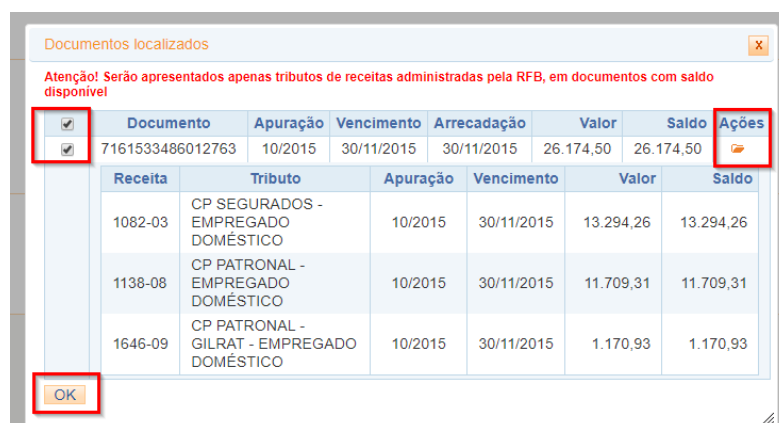 Documentos localizados
X
Atenção! Serão apresentados apenas tributos de receitas administradas pela RFB, em documentos com saldo
disponível
Documento Apuração Vencimento Arrecadação Valor Saldo Ações
7161533486012763 10/2015 30/11/2015 30/11/2015 26.174,50 26.174,50
Receita Tributo Apuração Vencimento Valor Saldo
CP SEGURADOS -
1082-03 EMPREGADO 10/2015 30/11/2015 13.294,26 13.294,26
DOMÉSTICO
CP PATRONAL -
1138-08 EMPREGADO 10/2015 30/11/2015 11.709,31 11.709,31
DOMÉSTICO
CP PATRONAL -
1646-09 GILRAT - EMPREGADO 10/2015 30/11/2015 1.170,93 1.170,93
DOMÉSTICO
OK